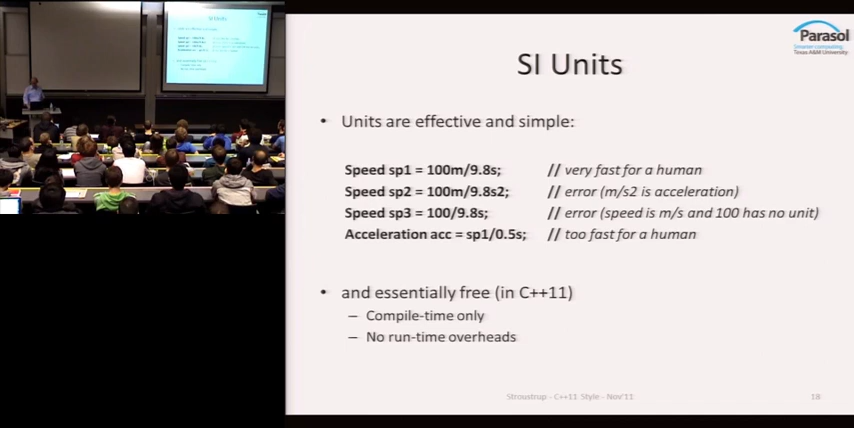 SI Units
Parasol
Smarter computing.
Texas A&M University
• Units are effective and simple:
Speed sp1 = 100m/9.8s; // very fast for a human
Speed sp2 = 100m/9.8s2; // error (m/s2 is acceleration)
Speed sp3 = 100/9.8s; // error (speed is m/s and 100 has no unit)
Acceleration acc = sp1/0.5s; // too fast for a human
• and essentially free (in C++11)
– Compile-time only
– No run-time overheads
Stroustrup - C++11 Style - Nov'11
18
SI Units